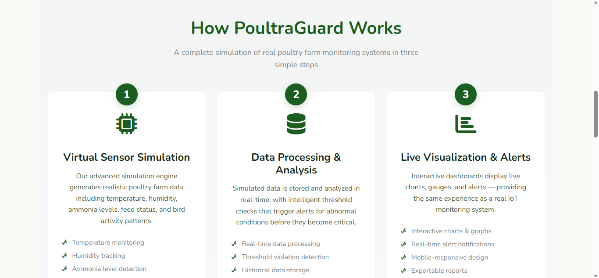 How PoultraGuard Works
A complete simulation of real poultry farm monitoring systems in three
simple steps
1
2
3
Virtual Sensor Simulation
Our advanced simulation engine
generates realistic poultry farm data
including temperature, humidity,
ammonia levels, feed status, and bird
activity patterns.
Temperature monitoring
Humidity tracking
Ammonia level detection
Data Processing &
Analysis
Simulated data is stored and analyzed in
real time, with intelligent threshold
checks that trigger alerts for abnormal
conditions before they become critical.
Real-time data processing
Threshold violation detection
Historical data storage
Live Visualization & Alerts
Interactive dashboards display live
charts, gauges, and alerts — providing
the same experience as a real IoT
monitoring system.
Interactive charts & graphs
Real-time alert notifications
Mobile-responsive design
Exportable reports